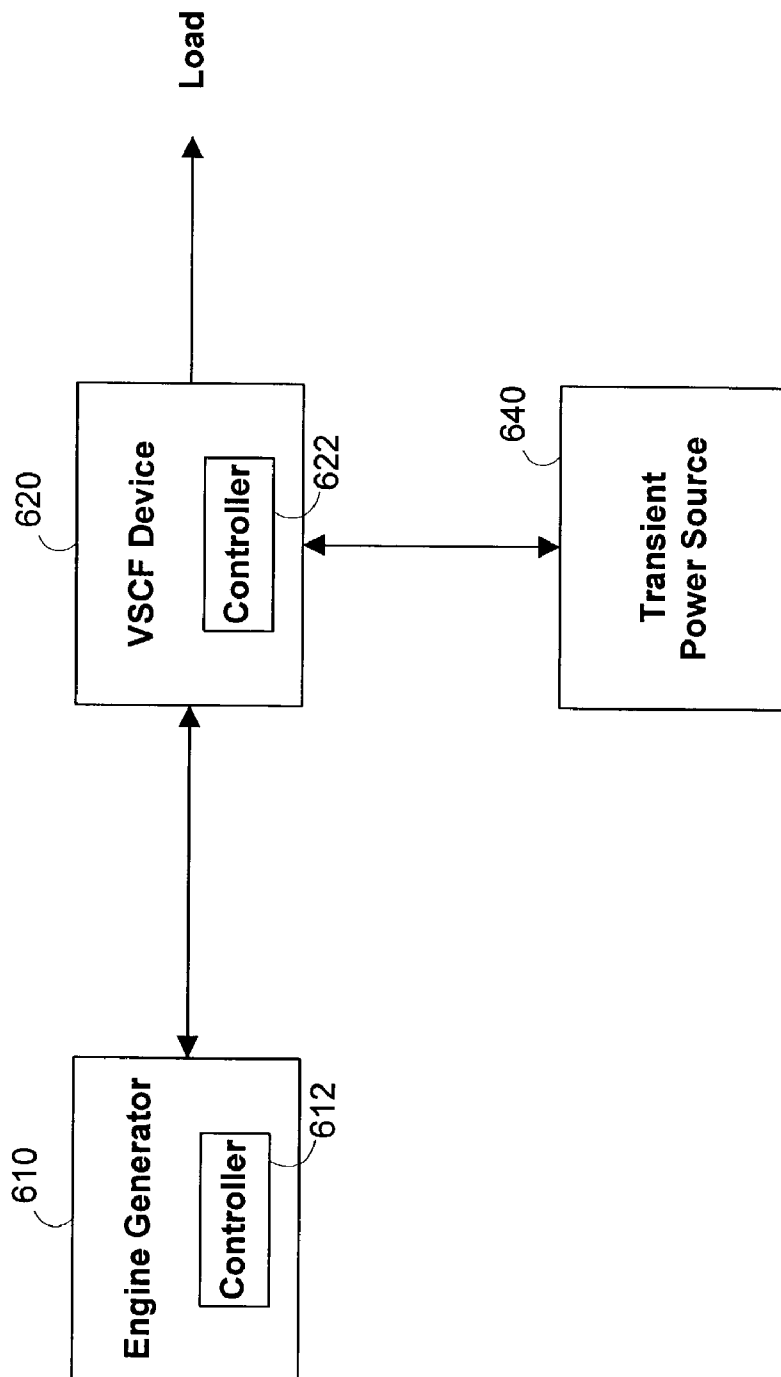 610
Engine Generator
Controller
612
620
VSCF Device
Controller
622
Load
640
Transient
Power Source